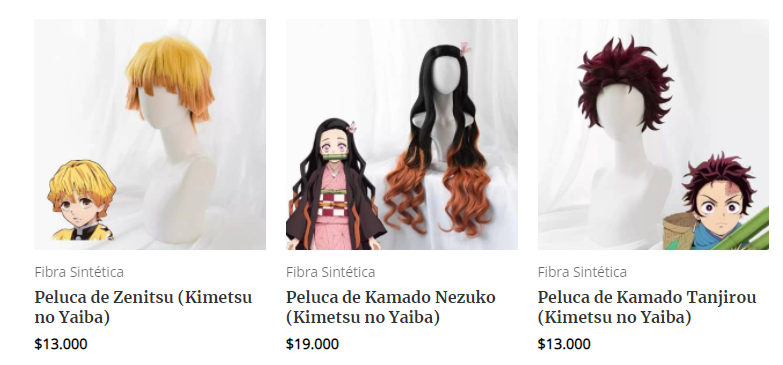 Fibra Sintética
Peluca de Zenitsu (Kimetsu
no Yaiba)
$13.000
Fibra Sintética
Peluca de Kamado Nezuko
(Kimetsu no Yaiba)
$19.000
Fibra Sintética
Peluca de Kamado Tanjirou
(Kimetsu no Yaiba)
$13.000